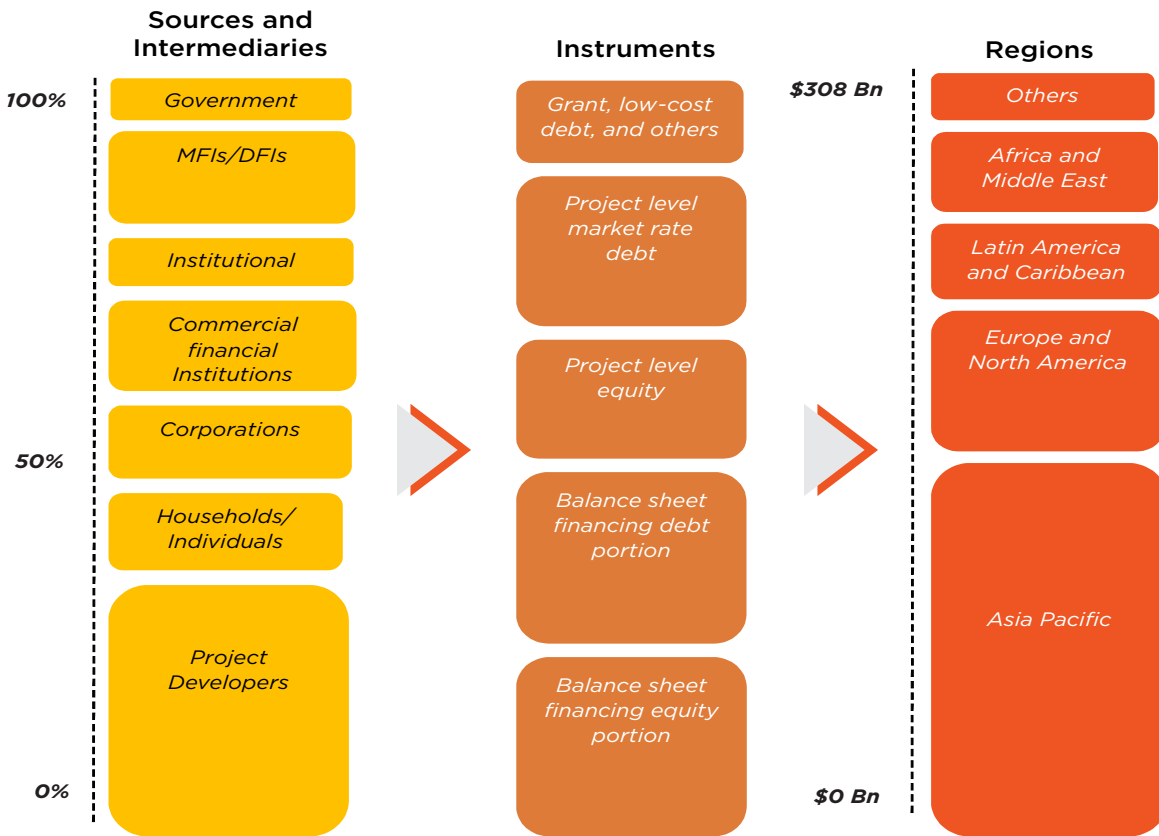 Sources and
Intermediaries
100%
50%
0%
Government
MFIs/DFIs
Institutional
Commercial
financial
Institutions
Corporations
Households/
Individuals
Project
Developers
Instruments
Grant, low-cost
debt, and others
Project level
market rate
debt
Project level
equity
Balance sheet
financing debt
portion
Balance sheet
financing equity
portion
Regions
$308 Bn
$0 Bn
Others
Africa and
Middle East
Latin America
and Caribbean
Europe and
North America
Asia Pacific